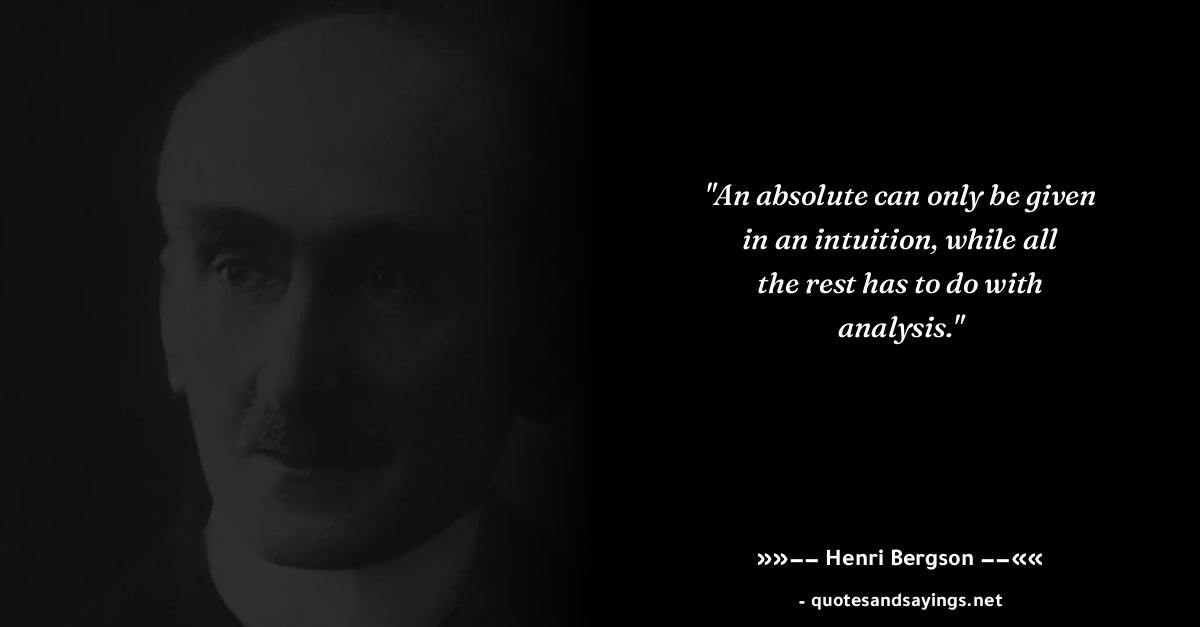 "An absolute can only be given
in an intuition, while all
the rest has to do with
analysis."
»»–– Henri Bergson ––««
- quotesandsayings.net